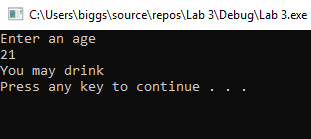 C:\Users\biggs\source\repos\Lab 3\Debug\Lab 3.exe
Enter an age
21
You may drink
Press any key to continue . . .